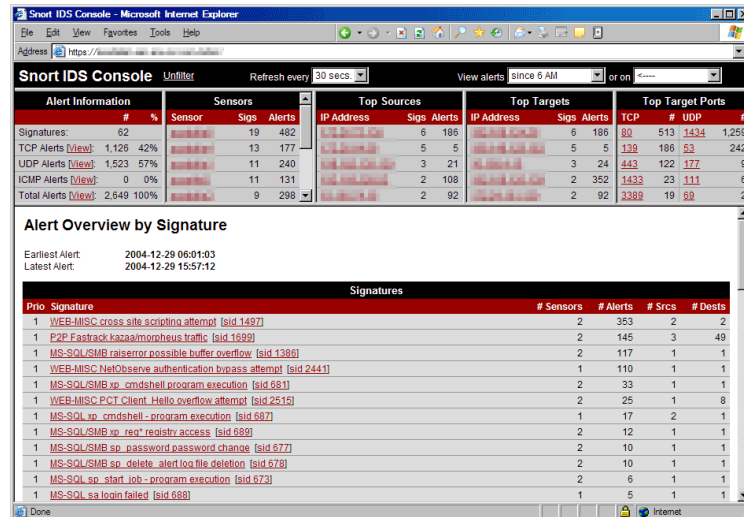 Snort IDS Console - Microsoft Internet Explorer
File Edit View Favorites Tools Help
Address https://
Snort IDS Console Unfilter Refresh every 30 secs. View alerts since 6 AM or on <----
Alert Information Sensors Top Sources Top Targets Top Target Ports
# % Sensor Sigs Alerts IP Address Sigs Alerts IP Address Sigs Alerts TCP # UDP #
Signatures: 62 19 482 6 186 6 186 80 513 1434 1,259
TCP Alerts [View]: 1,126 42% 13 177 5 5 5 5 139 186 53 242
UDP Alerts [View]: 1,523 57% 11 240 3 21 3 24 443 122 177
ICMP Alerts [View]: 0 0% 11 131 2 108 2 352 1433 23 111
Total Alerts [View]: 2,649 100% 9 298 2 92 2 92 3389 19 69
Alert Overview by Signature
Earliest Alert: 2004-12-29 06:01:03
Latest Alert: 2004-12-29 15:57:12
Signatures
Prio Signature # Sensors # Alerts # Srcs # Dests
1 WEB-MISC cross site scripting attempt [sid 1497] 2 353 2 2
1 P2P Fastrack kazaa/morpheus traffic [sid 1699] 2 145 3 49
1 MS-SQL/SMB raiserror possible buffer overflow [sid 1386] 2 117 1 1
1 WEB-MISC NetObserve authentication bypass attempt [sid 2441] 1 110 1 1
1 MS-SQL/SMB xp_cmdshell program execution [sid 681] 2 33 1 1
1 WEB-MISC PCT Client_Hello overflow attempt [sid 2515] 2 25 1 8
1 MS-SQL xp_cmdshell - program execution [sid 687] 1 17 2 1
1 MS-SQL/SMB xp_reg* registry access [sid 689] 2 12 1 1
1 MS-SQL/SMB sp_password password change [sid 677] 2 10 1 1
1 MS-SQL/SMB sp_delete_alert log file deletion [sid 678] 2 10 1 1
1 MS-SQL sp_start_job - program execution [sid 673] 2 6 1 1
1 MS-SQL sa login failed [sid 688] 1 5 1 1
Done Internet